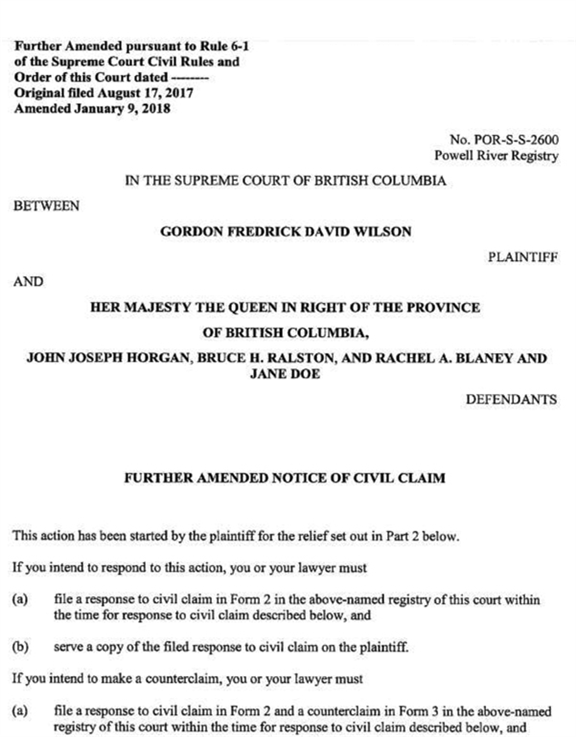 Further Amended pursuant to Rule 6-1
of the Supreme Court Civil Rules and
Order of this Court dated --------
Original filed August 17, 2017
Amended January 9, 2018
No. POR-S-S-2600
Powell River Registry
IN THE SUPREME COURT OF BRITISH COLUMBIA
BETWEEN
GORDON FREDRICK DAVID WILSON
PLAINTIFF
AND
HER MAJESTY THE QUEEN IN RIGHT OF THE PROVINCE
OF BRITISH COLUMBIA,
JOHN JOSEPH HORGAN, BRUCE H. RALSTON, AND RACHEL A. BLANEY AND
JANE DOE
DEFENDANTS
FURTHER AMENDED NOTICE OF CIVIL CLAIM
This action has been started by the plaintiff for the relief set out in Part 2 below.
If you intend to respond to this action, you or your lawyer must
(a) file a response to civil claim in Form 2 in the above-named registry of this court within
the time for response to civil claim described below, and
(b) serve a copy of the filed response to civil claim on the plaintiff.
If you intend to make a counterclaim, you or your lawyer must
(a) file a response to civil claim in Form 2 and a counterclaim in Form 3 in the above-named
registry of this court within the time for response to civil claim described below, and